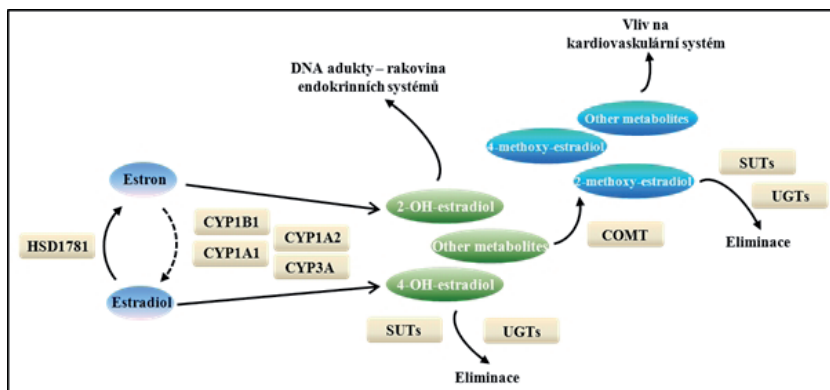 Vliv na
kardiovaskulární systém
DNA adukty – rakovina
endokrinních systémů
Other metabolites
4-methoxy-estradiol
2-methoxy-estradiol
SUTs
UGTs
Eliminace
Estron
2-OH-estradiol
CYP1B1
CYP1A2
HSD1781
CYP1A1
CYP3A
Other metabolites
COMT
Estradiol
4-OH-estradiol
SUTs
UGTs
Eliminace